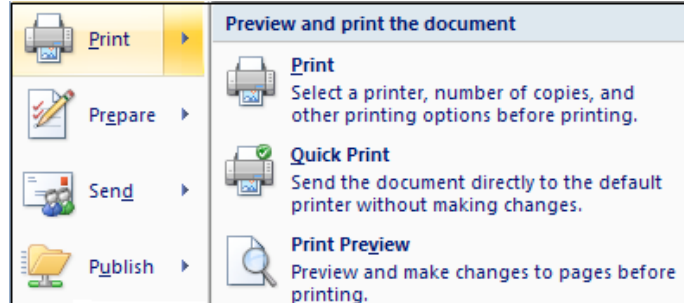 Print
Prepare
Send
Publish
Preview and print the document
Print
Select a printer, number of copies, and
other printing options before printing.
Quick Print
Send the document directly to the default
printer without making changes.
Print Preview
Preview and make changes to pages before
printing.